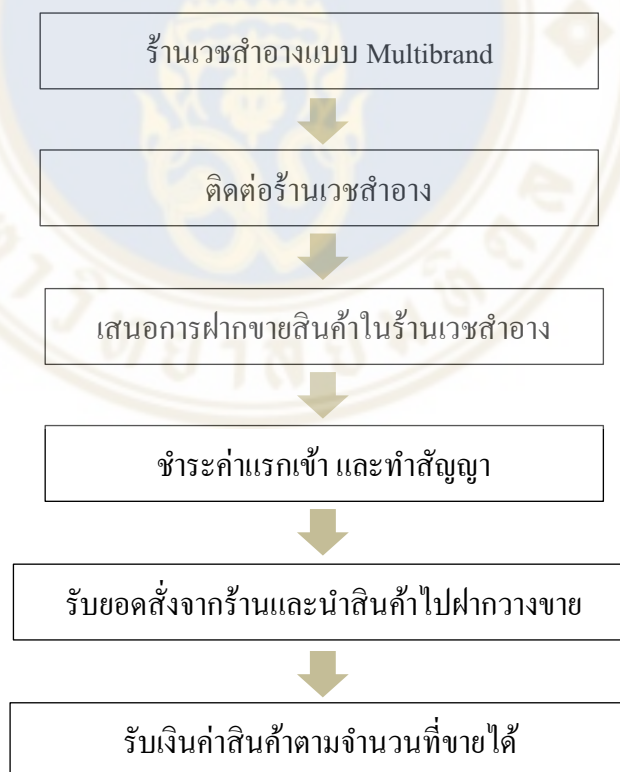 ร้านเวชสำอางแบบ Multibrand
ติดต่อร้านเวชสำอาง
เสนอการฝากขายสินค้าในร้านเวชสำอาง
ชำระค่าแรกเข้า และทำสัญญา
รับยอดสั่งจากร้านและนำสินค้าไปฝากวางขาย
รับเงินค่าสินค้าตามจำนวนที่ขายได้